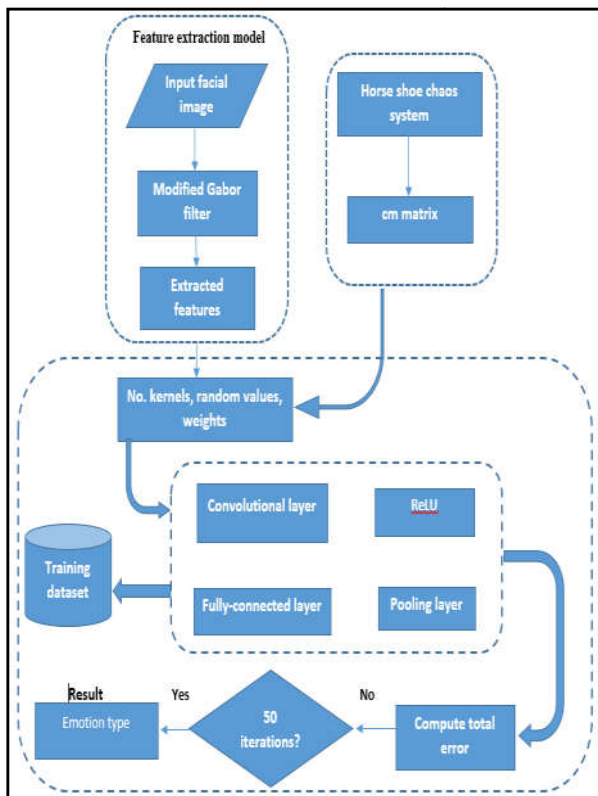 Feature extraction model
Input facial
image
Modified Gabor
filter
Extracted
features
Horse shoe chaos
system
cm matrix
No. kernels, random values,
weights
Convolutional layer
ReLU
Training
dataset
Fully-connected layer
Pooling layer
Result
Yes
No
Emotion type
50
iterations?
Compute total
error